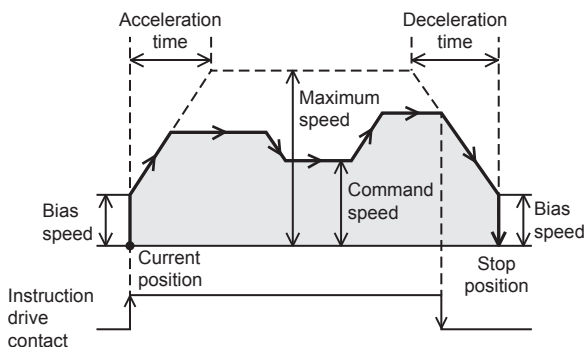 Acceleration
time
Deceleration
time
Maximum
speed
Command
speed
Bias
speed
Bias
speed
Current
position
Stop
position
Instruction
drive
contact